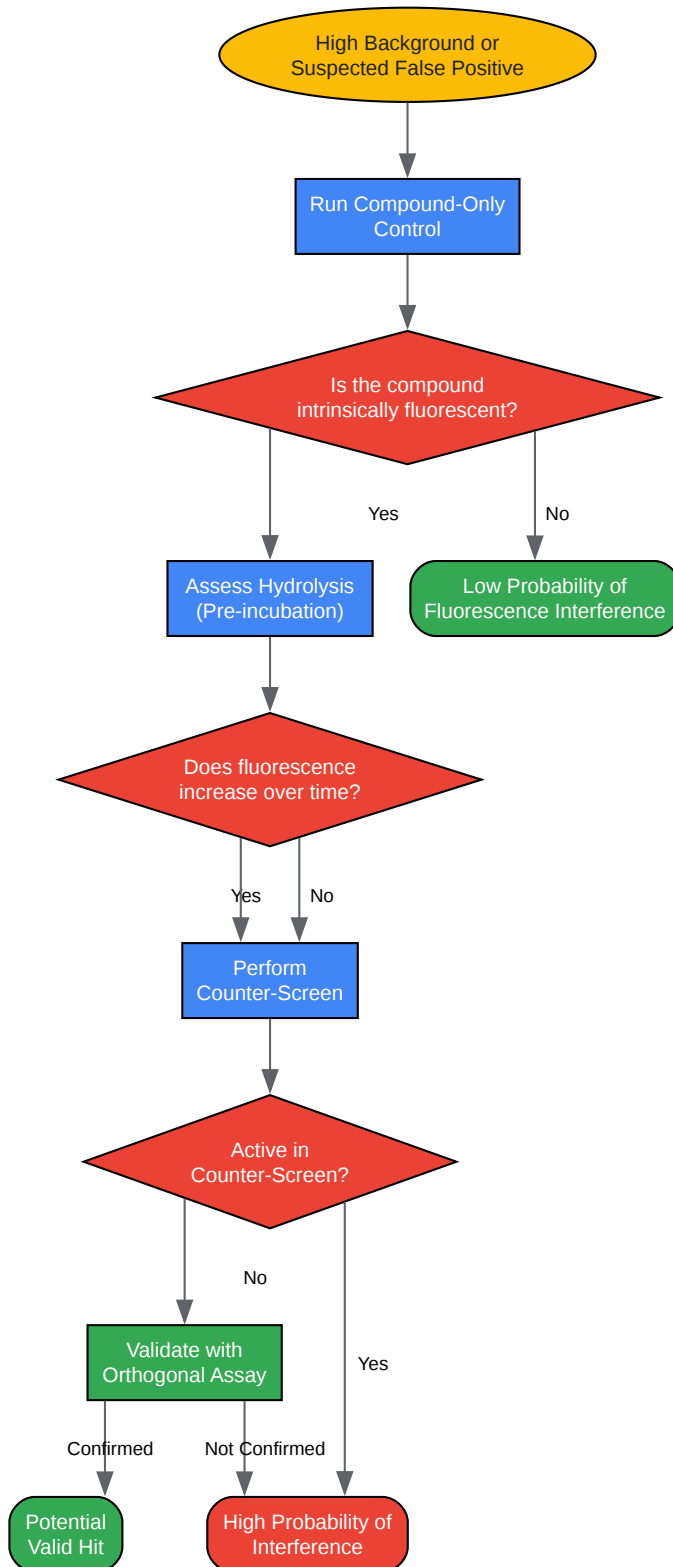 High Background or
Suspected False Positive
Run Compound-Only
Control
Is the compound
intrinsically fluorescent?
Yes
No
Assess Hydrolysis
(Pre-incubation)
Low Probability of
Fluorescence Interference
Does fluorescence
increase over time?
Yes
No
Perform
Counter-Screen
Active in
Counter-Screen?
No
Validate with
Orthogonal Assay
Yes
Confirmed
Not Confirmed
Potential
Valid Hit
High Probability of
Interference